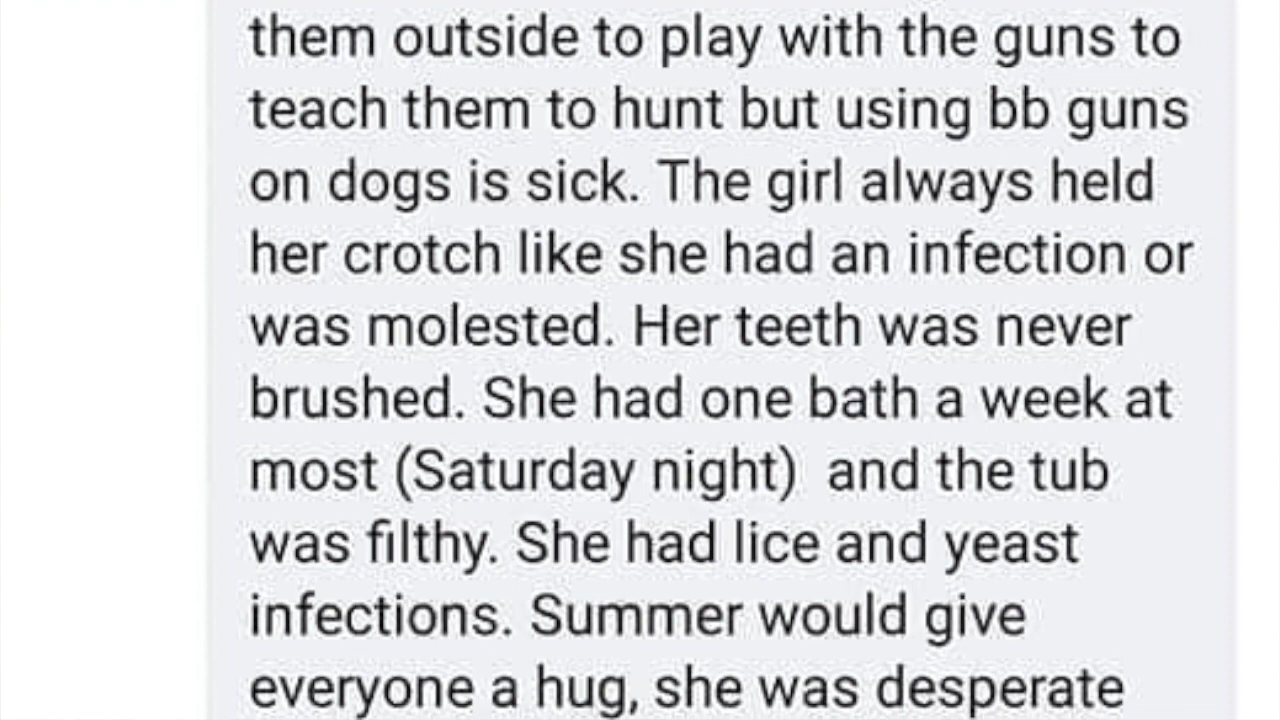 them outside to play with the guns to
teach them to hunt but using bb guns
on dogs is sick. The girl always held
her crotch like she had an infection or
was molested. Her teeth was never
brushed. She had one bath a week at
most (Saturday night)  and the tub
was filthy. She had lice and yeast
infections. Summer would give
everyone a hug, she was desperate